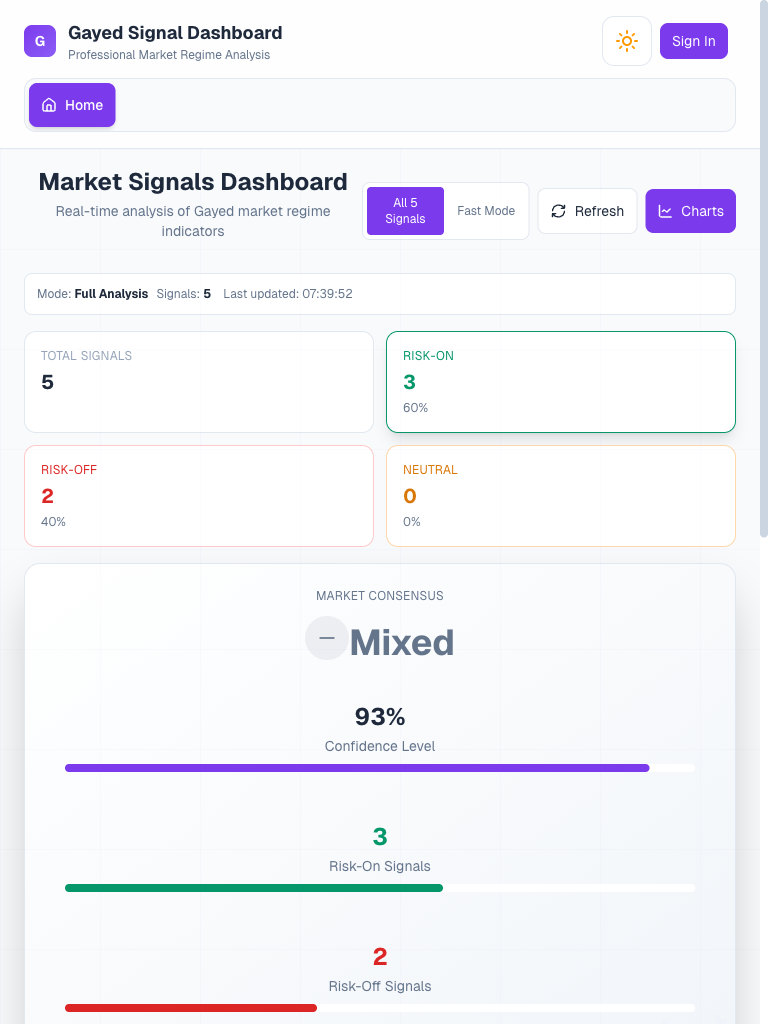 G
Gayed Signal Dashboard
Professional Market Regime Analysis
Sign In
Home
Market Signals Dashboard
Real-time analysis of Gayed market regime
indicators
All 5
Signals
Fast Mode
Refresh
Charts
Mode: Full Analysis Signals: 5 Last updated: 07:39:52
TOTAL SIGNALS
5
RISK-ON
3
60%
RISK-OFF
2
40%
NEUTRAL
0
0%
MARKET CONSENSUS
Mixed
93%
Confidence Level
3
Risk-On Signals
2
Risk-Off Signals